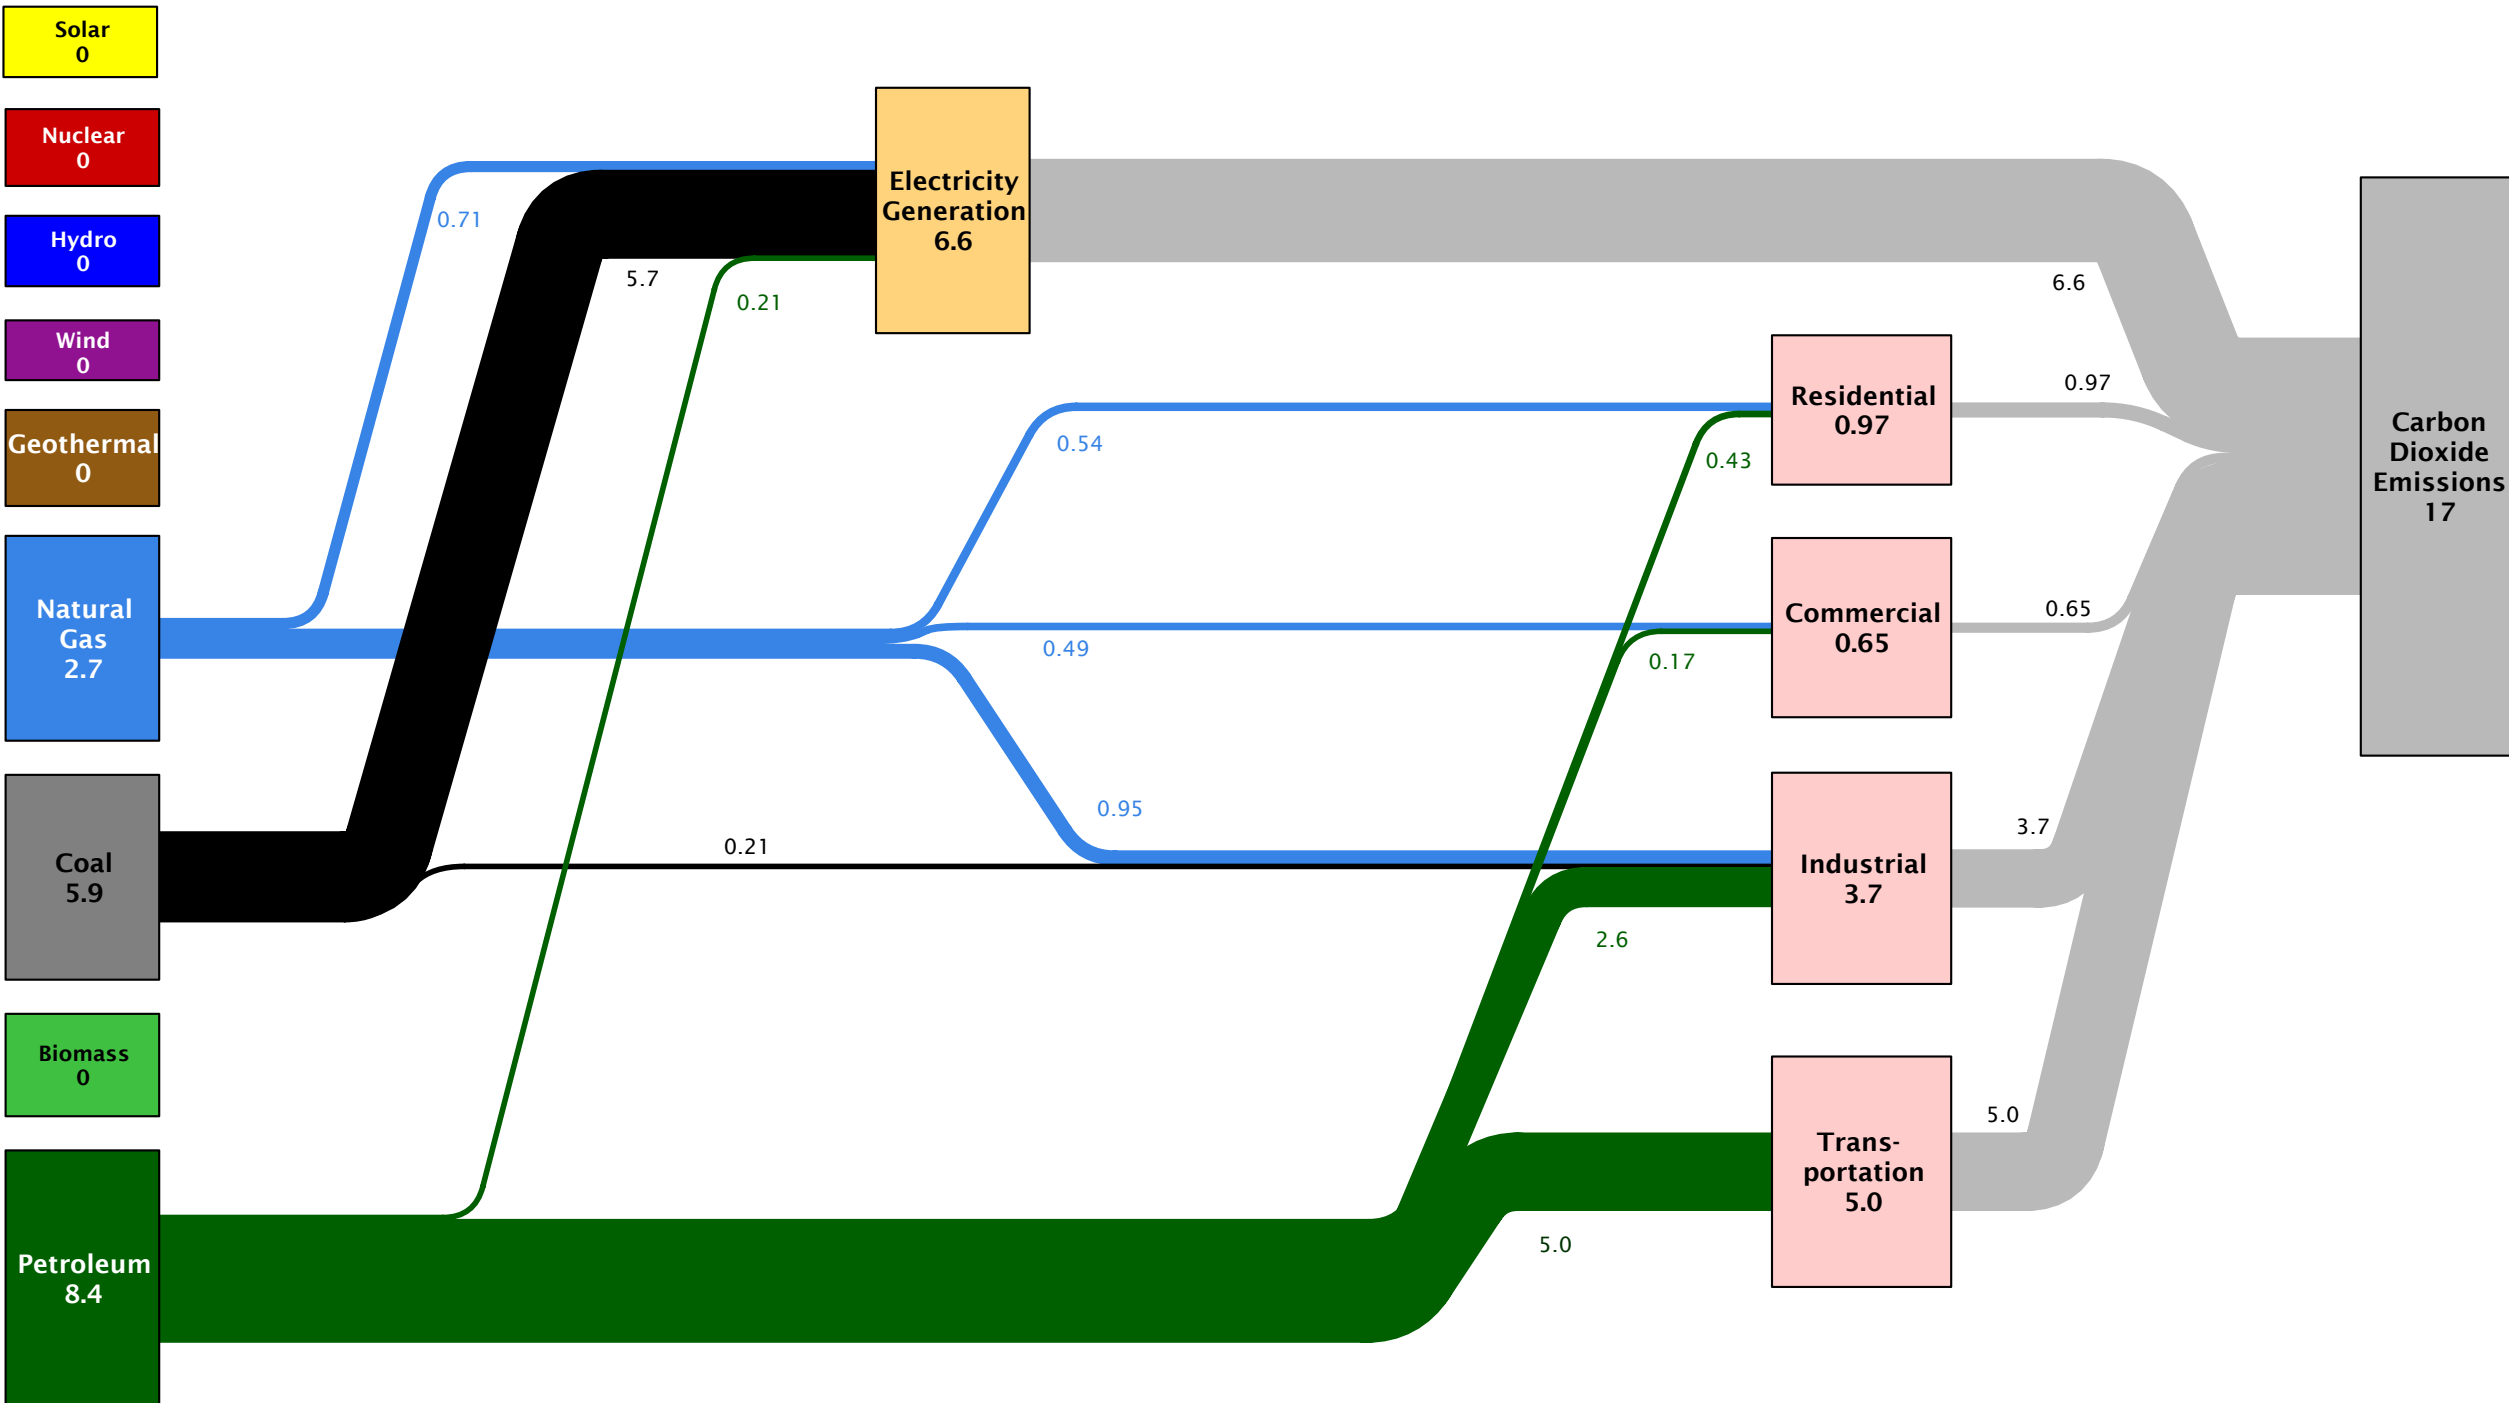 Solar
0
Nuclear
0
Hydro
0
Wind
0
Geothermal
0
Natural
Gas
2.7
Coal
5.9
Biomass
0
Petroleum
8.4
0.71
5.7
0.21
Electricity
Generation
6.6
0.54
0.49
0.95
0.21
0.43
0.17
2.6
5.0
Residential
0.97
Commercial
0.65
Industrial
3.7
Trans-
portation
5.0
6.6
0.97
0.65
3.7
5.0
Carbon
Dioxide
Emissions
17